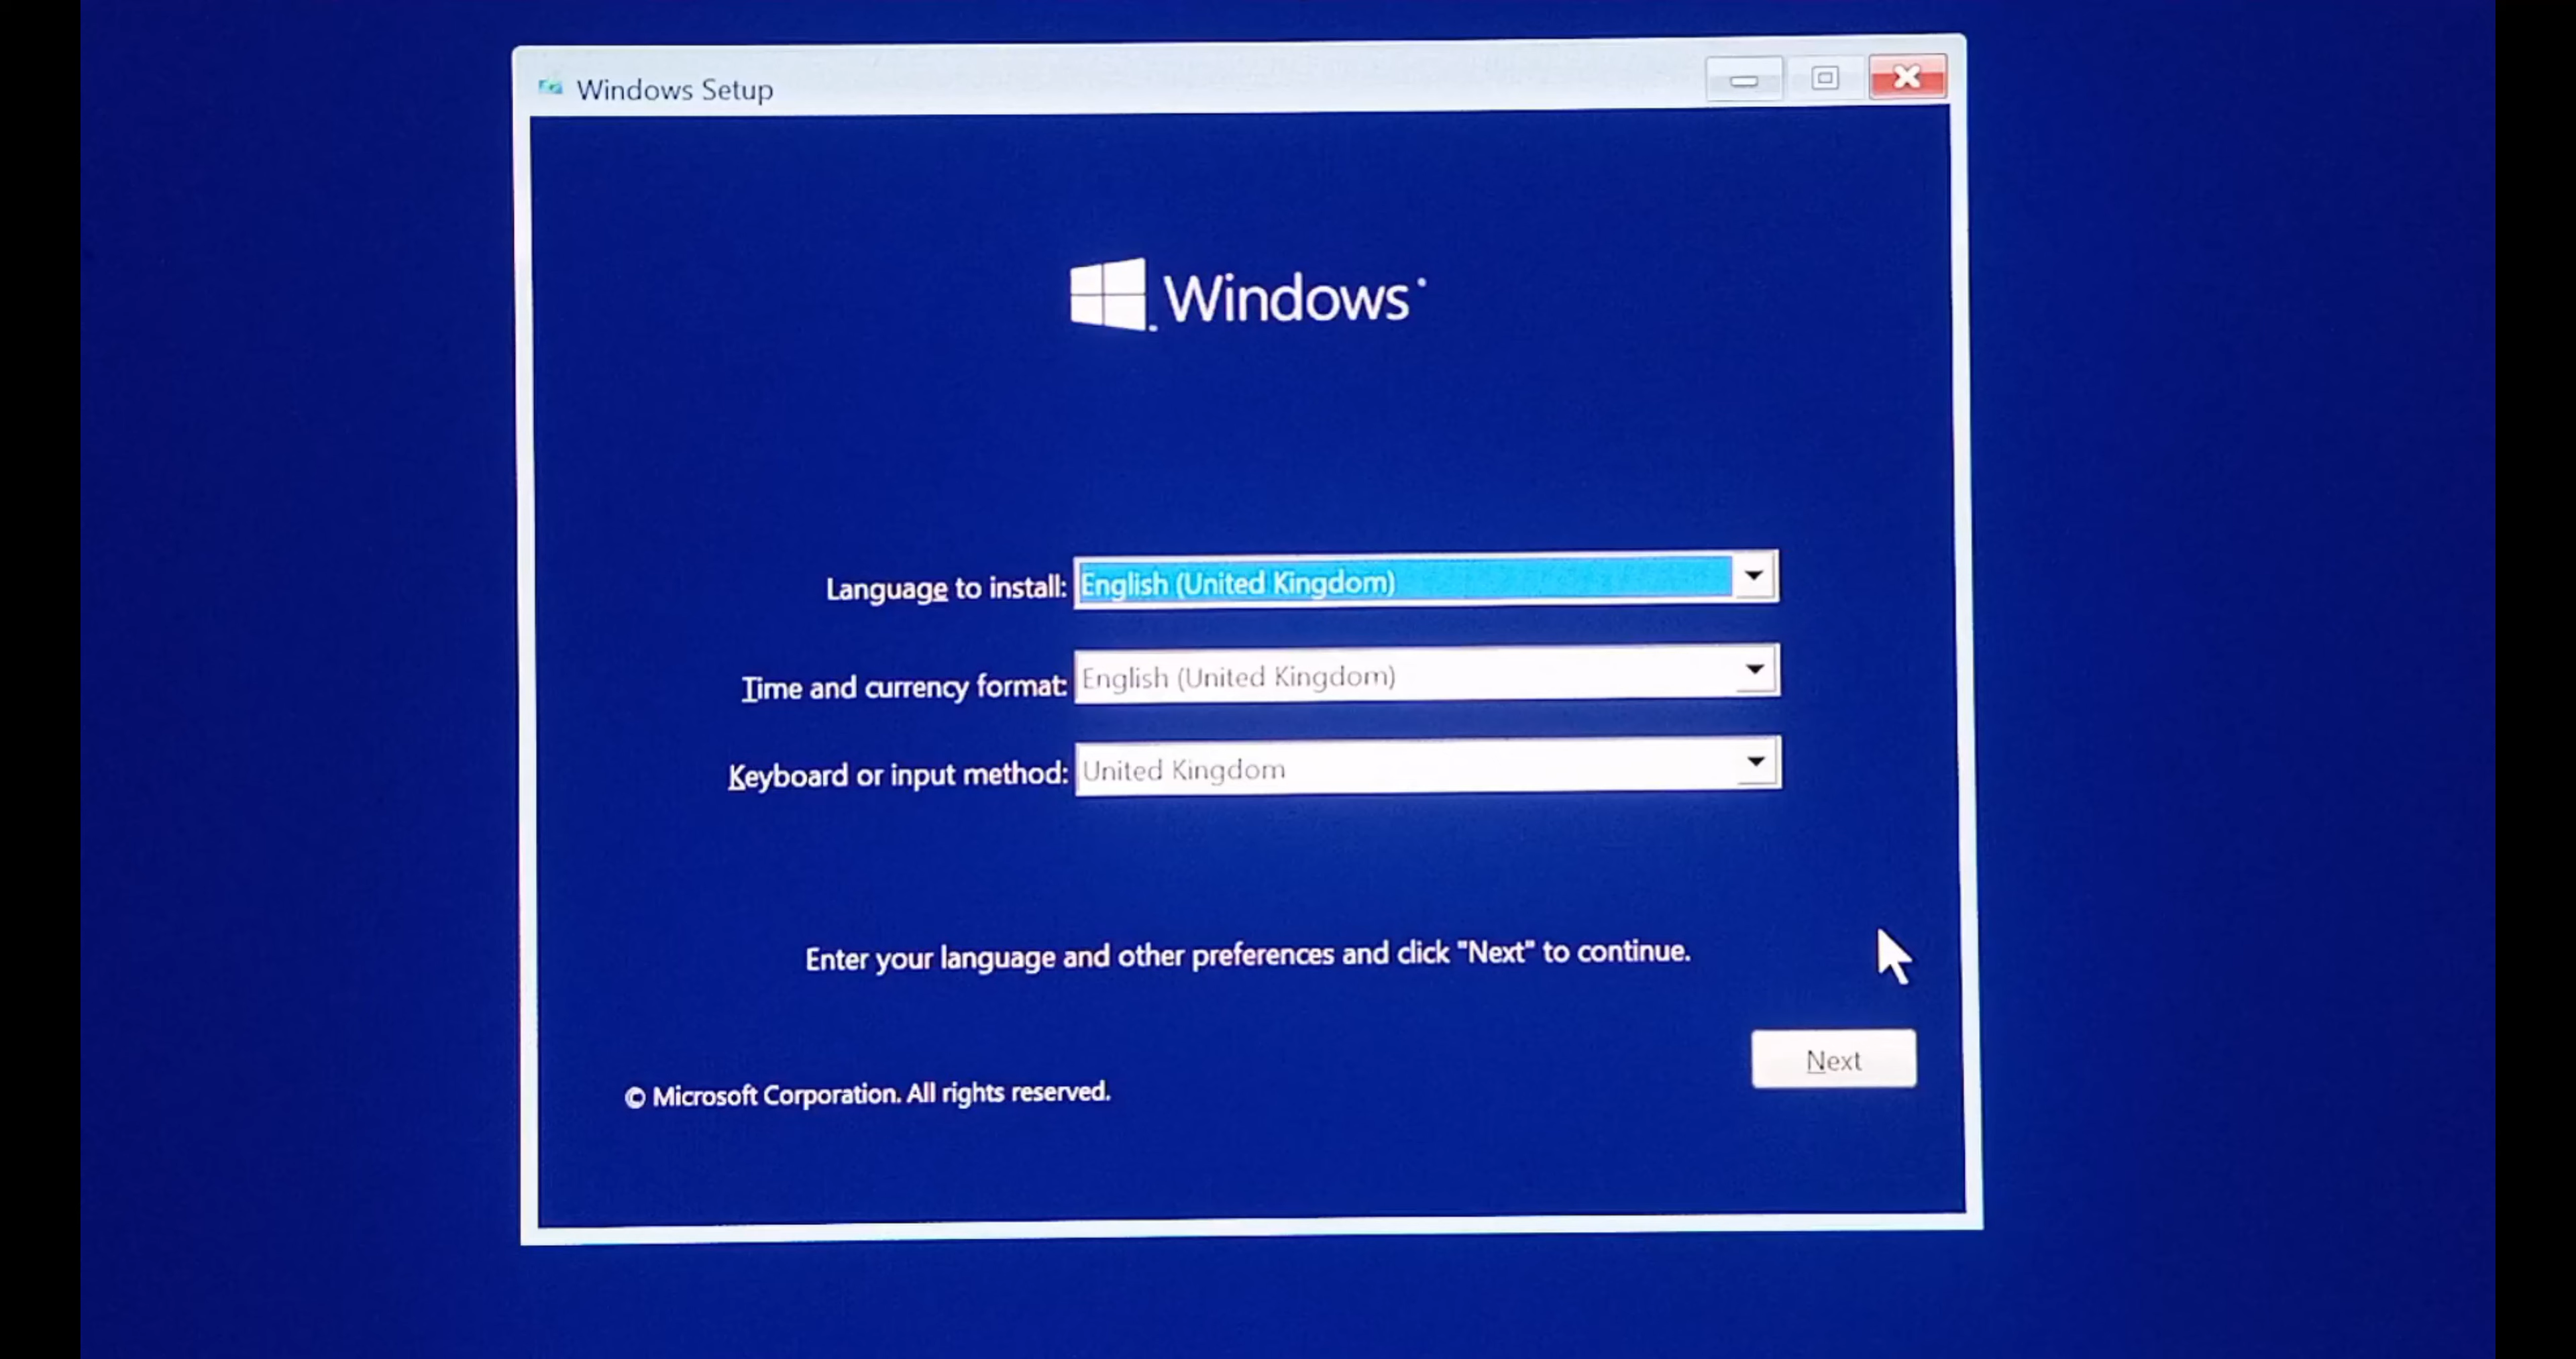 Windows Setup
Windows
Language to install: English (United Kingdom)
Time and currency format: English (United Kingdom)
Keyboard or input method: United Kingdom
Enter your language and other preferences and click "Next" to continue.
Next
© Microsoft Corporation. All rights reserved.